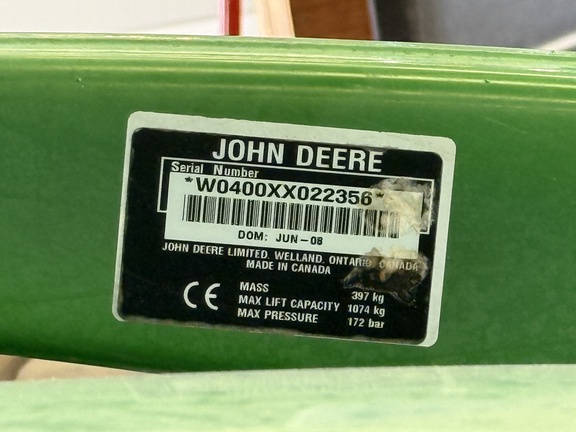 JOHN DEERE
Serial Number
*W0400XX022356*
DOM: JUN-08
JOHN DEERE LIMITED, WELLAND, ONTARIO CANADA
MADE IN CANADA
MASS 397 kg
MAX LIFT CAPACITY 1074 kg
MAX PRESSURE 172 bar
CE